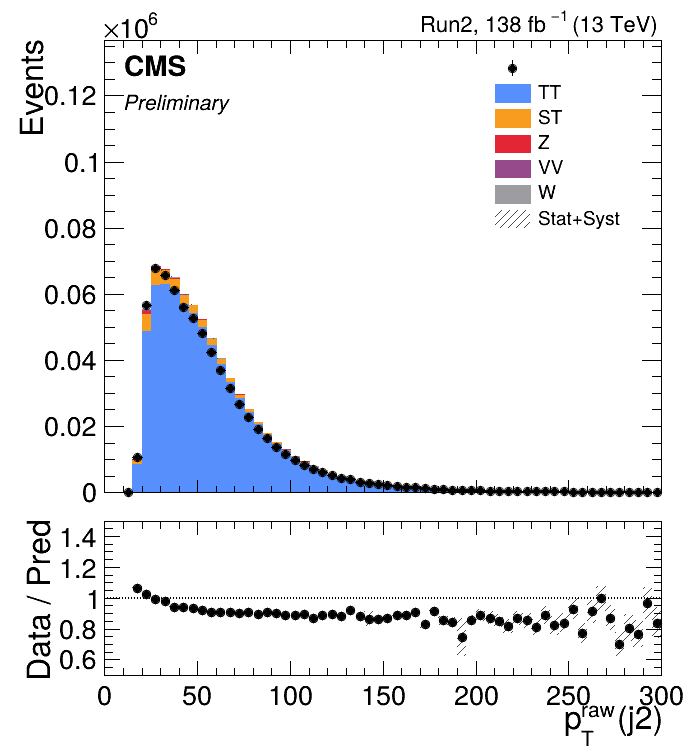 ×10⁶
Run2, 138 fb⁻¹ (13 TeV)
CMS
Preliminary
Events
TT
ST
Z
VV
W
Stat+Syst
0.12
0.1
0.08
0.06
0.04
0.02
0
Data / Pred
1.4
1.2
1
0.8
0.6
0 50 100 150 200 250 300
p_T^raw(j2)